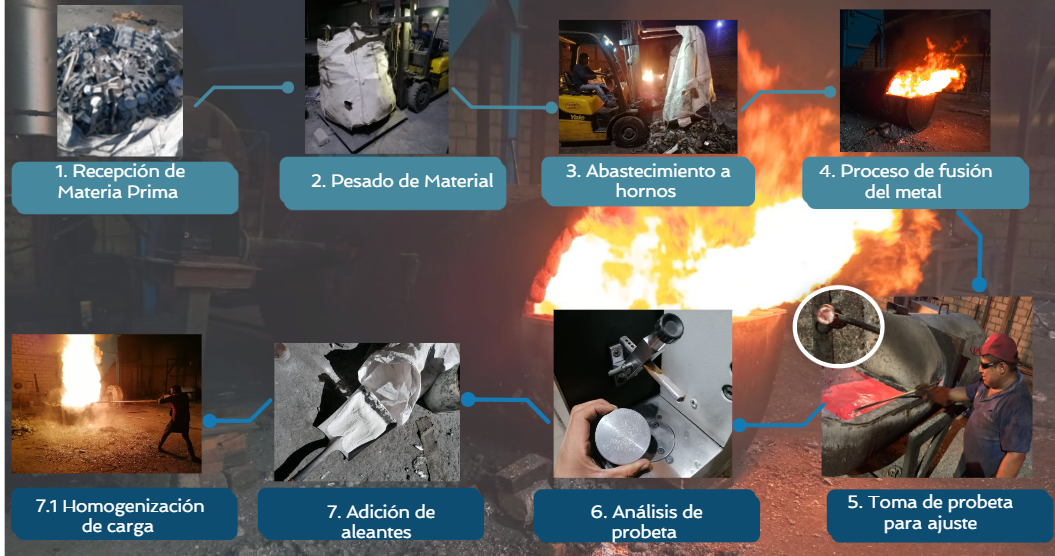 1. Recepción de
Materia Prima
2. Pesado de Material
3. Abastecimiento a
hornos
4. Proceso de fusión
del metal
5. Toma de probeta
para ajuste
6. Análisis de
probeta
7. Adición de
aleantes
7.1 Homogenización
de carga
Yale